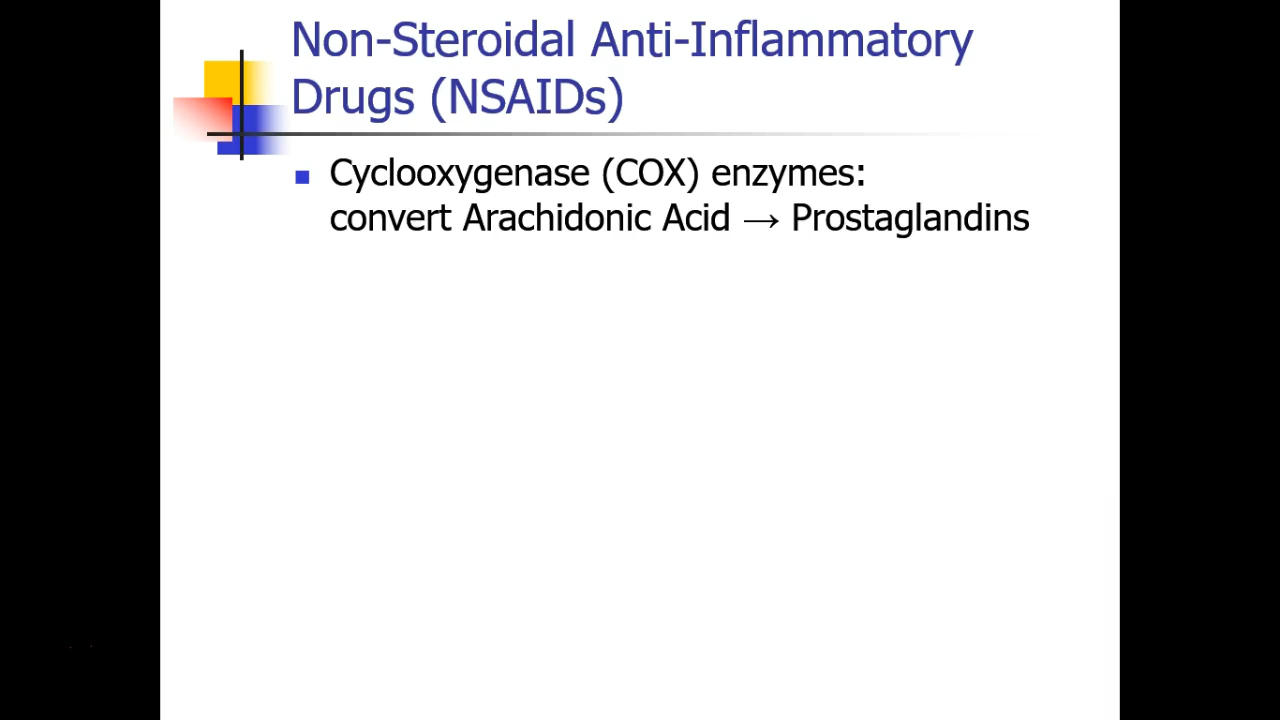 Non-Steroidal Anti-Inflammatory
Drugs (NSAIDs)
Cyclooxygenase (COX) enzymes:
convert Arachidonic Acid → Prostaglandins